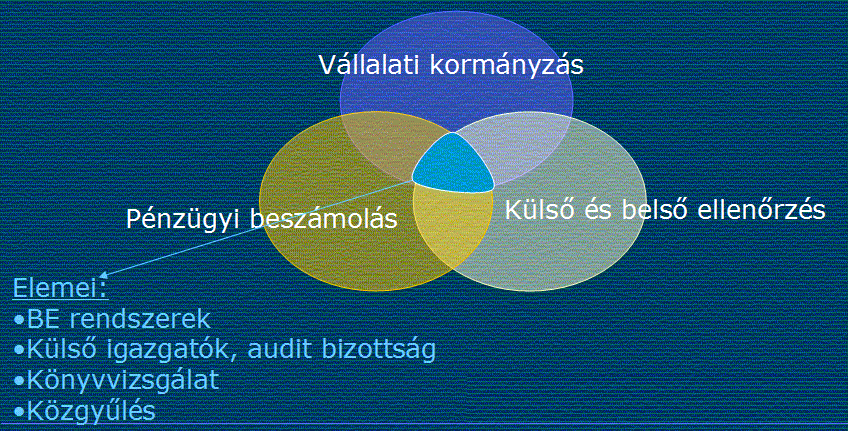 Vállalati kormányzás
Pénzügyi beszámolás
Külső és belső ellenőrzés
Elemei:
•BE rendszerek
•Külső igazgatók, audit bizottság
•Könyvvizsgálat
•Közgyűlés